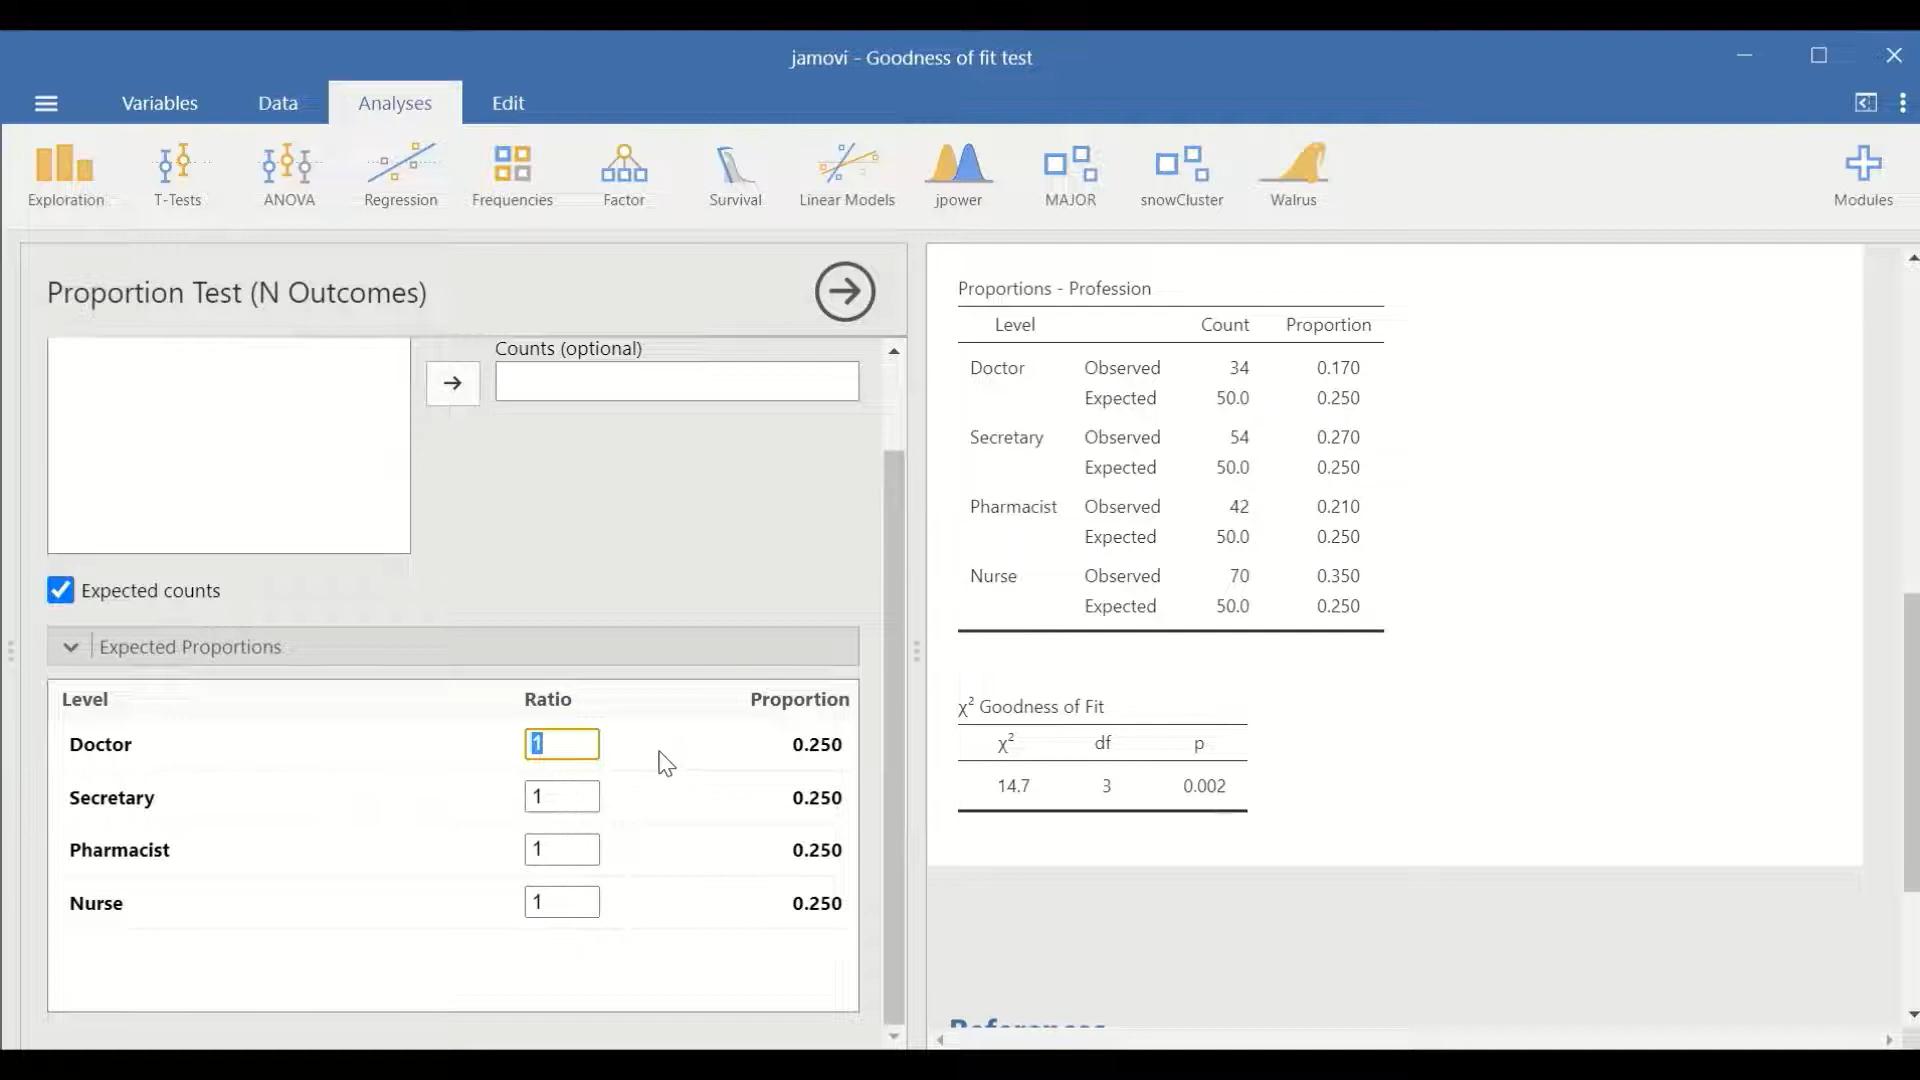 jamovi - Goodness of fit test
Variables Data Analyses Edit
Exploration T-Tests ANOVA Regression Frequencies Factor Survival Linear Models jpower MAJOR snowCluster Walrus Modules
Proportion Test (N Outcomes)
Counts (optional)
Expected counts
Expected Proportions
Level Ratio Proportion
Doctor 1 0.250
Secretary 1 0.250
Pharmacist 1 0.250
Nurse 1 0.250
Proportions - Profession
Level Count Proportion
Doctor Observed 34 0.170
Expected 50.0 0.250
Secretary Observed 54 0.270
Expected 50.0 0.250
Pharmacist Observed 42 0.210
Expected 50.0 0.250
Nurse Observed 70 0.350
Expected 50.0 0.250
χ² Goodness of Fit
χ² df p
14.7 3 0.002
References